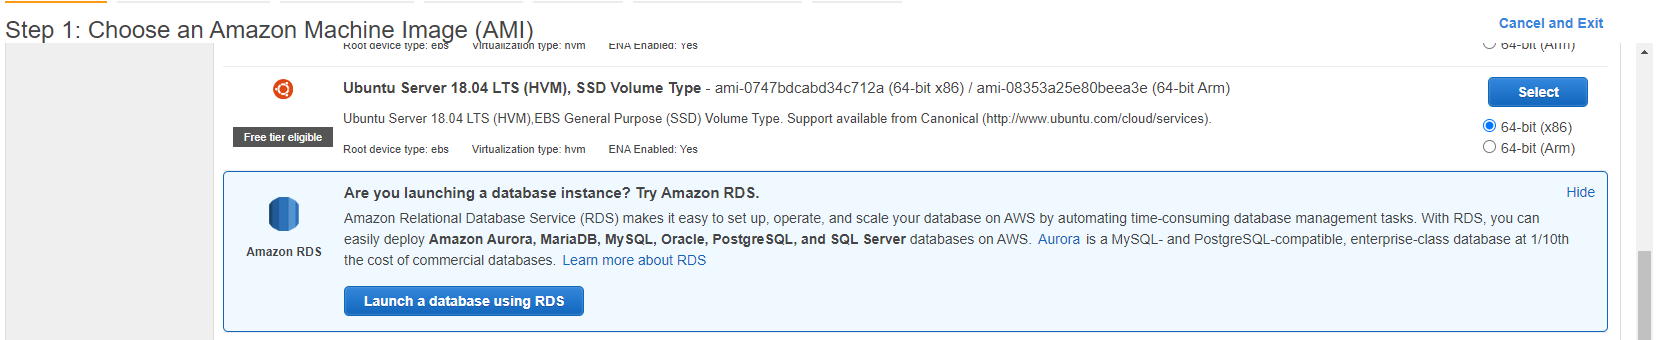 Step 1: Choose an Amazon Machine Image (AMI)
Cancel and Exit
Root device type: ebs Virtualization type: hvm ENA Enabled: Yes
64-bit (Arm)
Ubuntu Server 18.04 LTS (HVM), SSD Volume Type - ami-0747bdcabd34c712a (64-bit x86) / ami-08353a25e80beea3e (64-bit Arm)
Select
Ubuntu Server 18.04 LTS (HVM),EBS General Purpose (SSD) Volume Type. Support available from Canonical (http://www.ubuntu.com/cloud/services).
64-bit (x86)
Free tier eligible
Root device type: ebs Virtualization type: hvm ENA Enabled: Yes
64-bit (Arm)
Are you launching a database instance? Try Amazon RDS.
Hide
Amazon RDS
Amazon Relational Database Service (RDS) makes it easy to set up, operate, and scale your database on AWS by automating time-consuming database management tasks. With RDS, you can
easily deploy Amazon Aurora, MariaDB, MySQL, Oracle, PostgreSQL, and SQL Server databases on AWS. Aurora is a MySQL- and PostgreSQL-compatible, enterprise-class database at 1/10th
the cost of commercial databases. Learn more about RDS
Launch a database using RDS